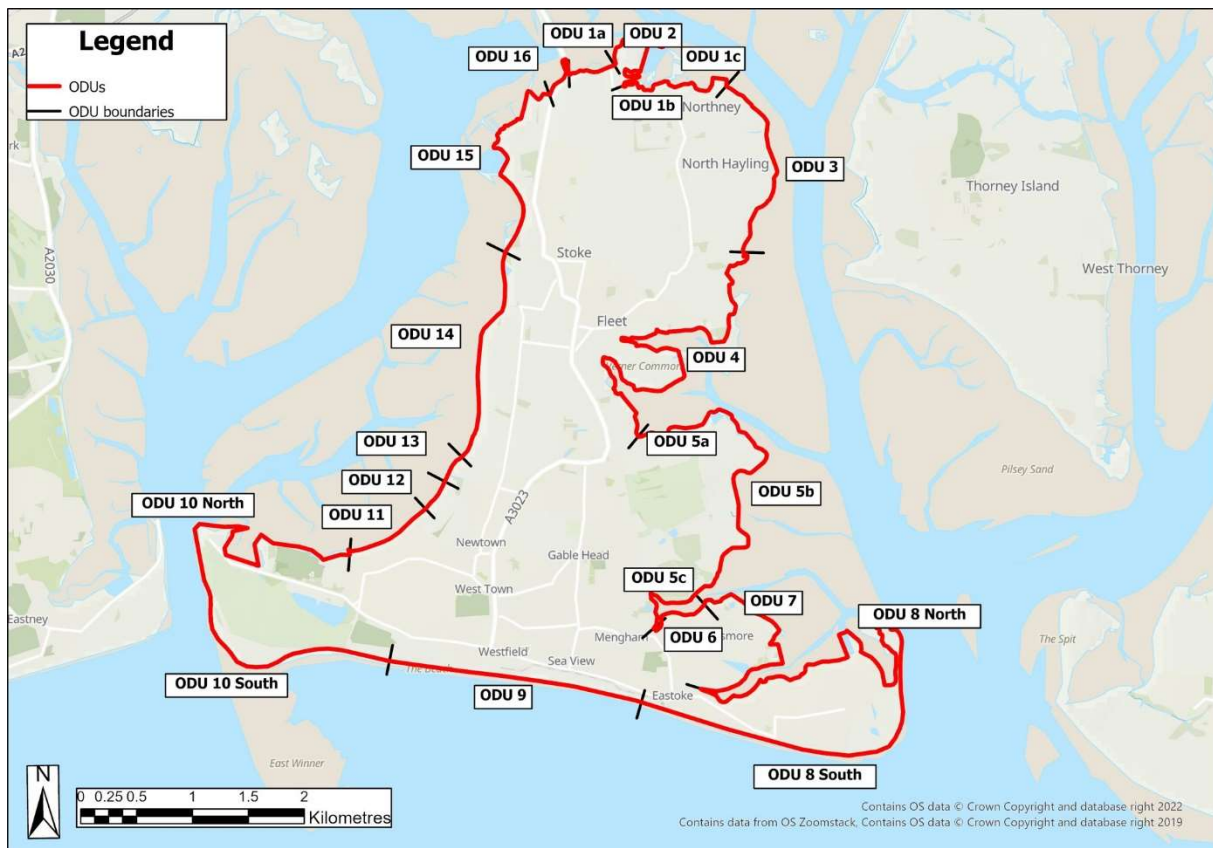 Legend
ODUs
ODU boundaries
A2
ODU 1a
ODU 2
ODU 16
ODU 1c
ODU 1b
Northney
ODU 15
North Hayling
ODU 3
Thorney Island
A2030
Stoke
West Thorney
Fleet
ODU 14
ODU 4
Common
ODU 13
ODU 5a
Pilsey Sand
ODU 12
ODU 5b
ODU 10 North
ODU 11
A3023
Newtown
Gable Head
West Town
ODU 5c
ODU 7
ODU 8 North
Eastney
Mengham
ODU 6
The Spit
Westfield
Sea View
ODU 10 South
ODU 9
Eastoke
East Winner
ODU 8 South
N
0 0.25 0.5 1 1.5 2
Kilometres
Contains OS data © Crown Copyright and database right 2022
Contains data from OS Zoomstack, Contains OS data © Crown Copyright and database right 2019